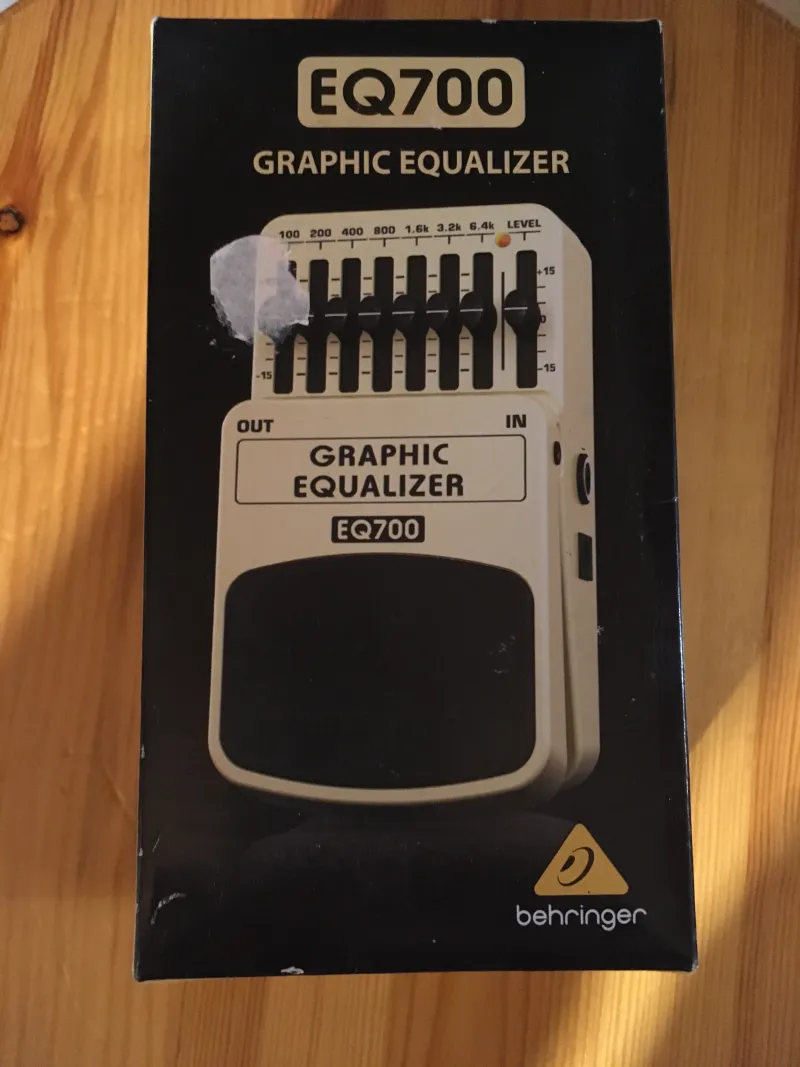 EQ700
GRAPHIC EQUALIZER
100 200 400 800 1.6k 3.2k 6.4k LEVEL
+15
0
-15 -15
OUT IN
GRAPHIC
EQUALIZER
EQ700
behringer